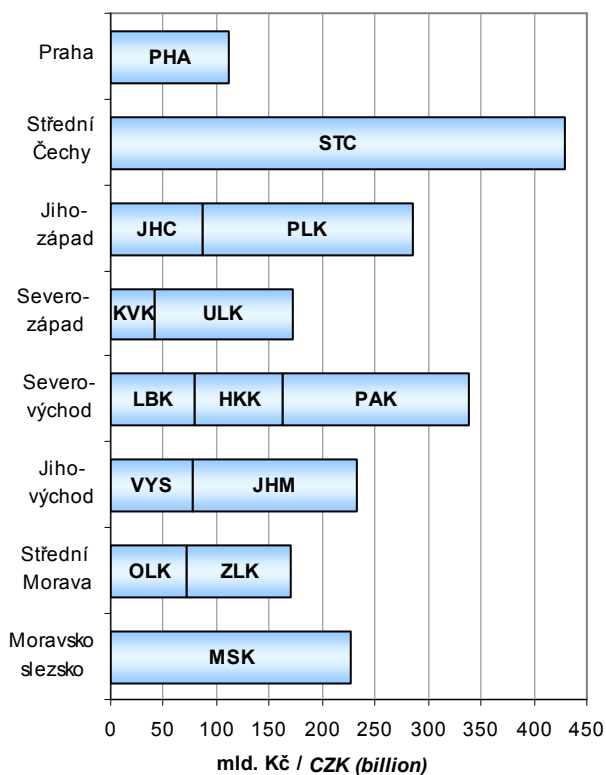 Praha
PHA
Střední
Čechy
STC
Jiho-
západ
JHC PLK
Severo-
západ
KVK ULK
Severo-
východ
LBK HKK PAK
Jiho-
východ
VYS JHM
Střední
Morava
OLK ZLK
Moravsko
slezsko
MSK
0 50 100 150 200 250 300 350 400 450
mld. Kč / CZK (billion)